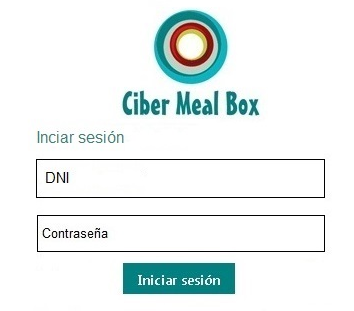 Ciber Meal Box
Inciar sesión
DNI
Contraseña
Iniciar sesión